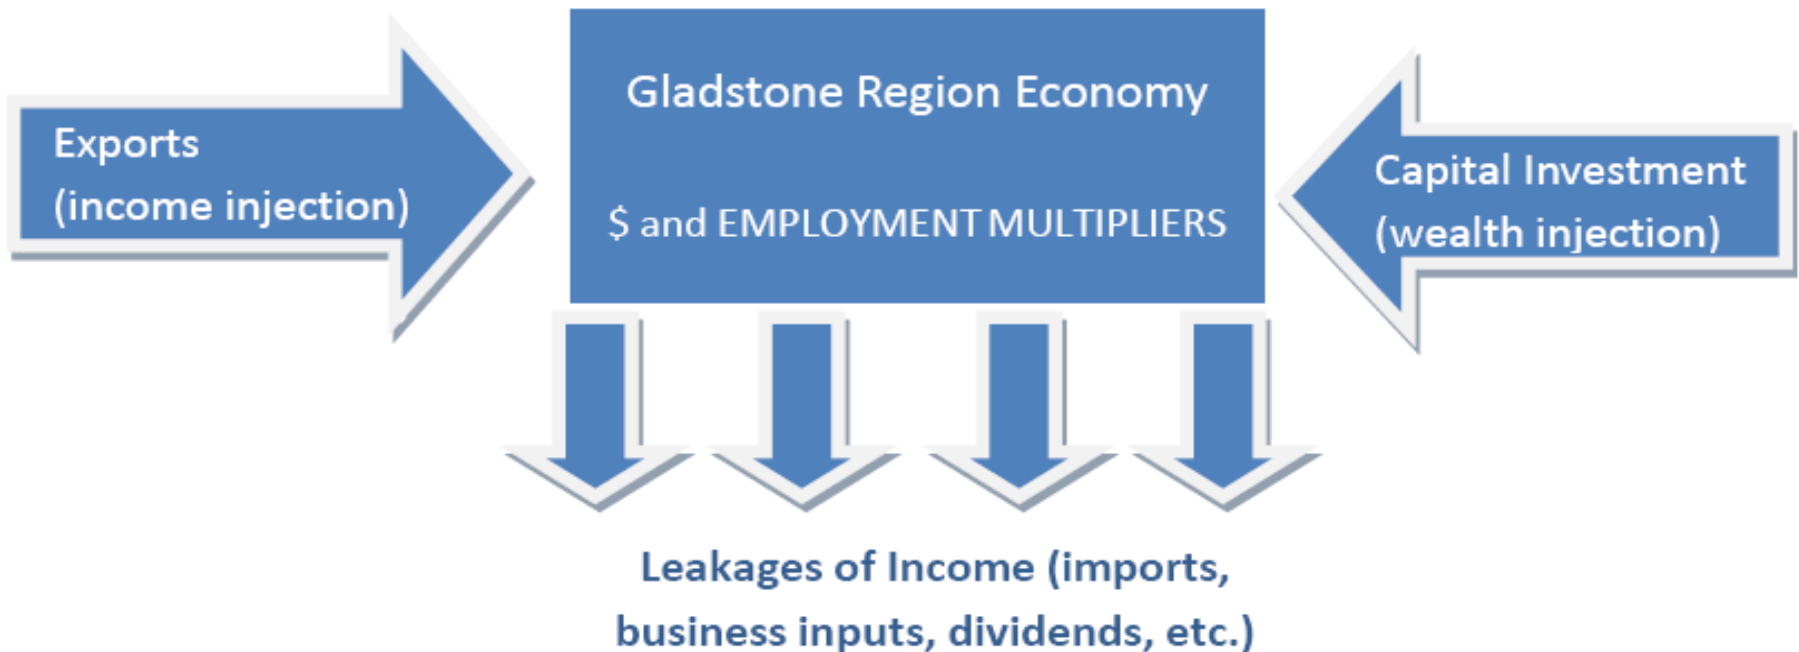 Gladstone Region Economy
$ and EMPLOYMENT MULTIPLIERS
Exports
(income injection)
Capital Investment
(wealth injection)
Leakages of Income (imports,
business inputs, dividends, etc.)